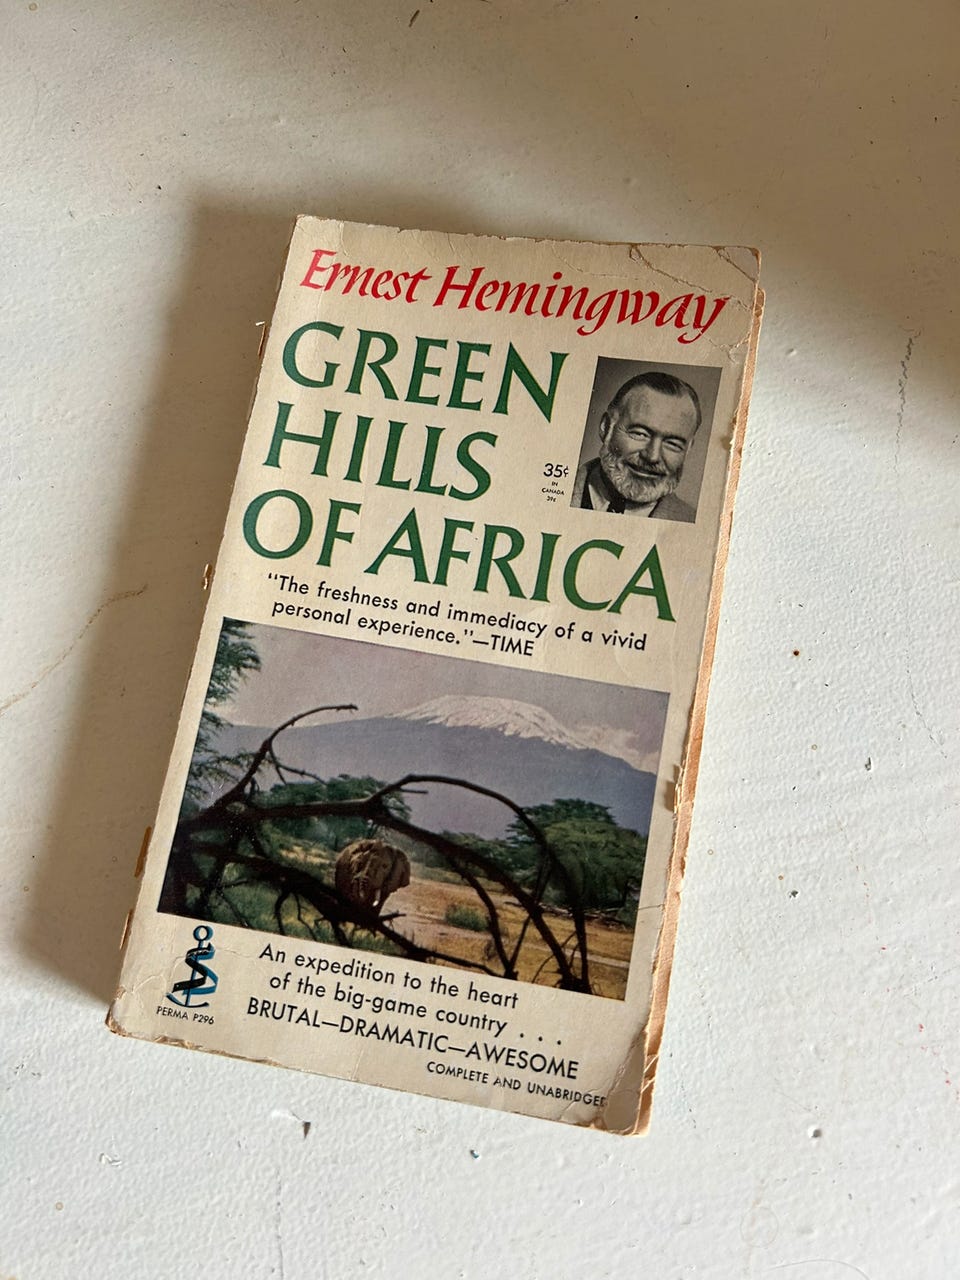 Ernest Hemingway
GREEN
HILLS
OF AFRICA
35¢
IN
CANADA
39¢
"The freshness and immediacy of a vivid
personal experience."—TIME
PERMA P296
An expedition to the heart
of the big-game country . . .
BRUTAL—DRAMATIC—AWESOME
COMPLETE AND UNABRIDGED